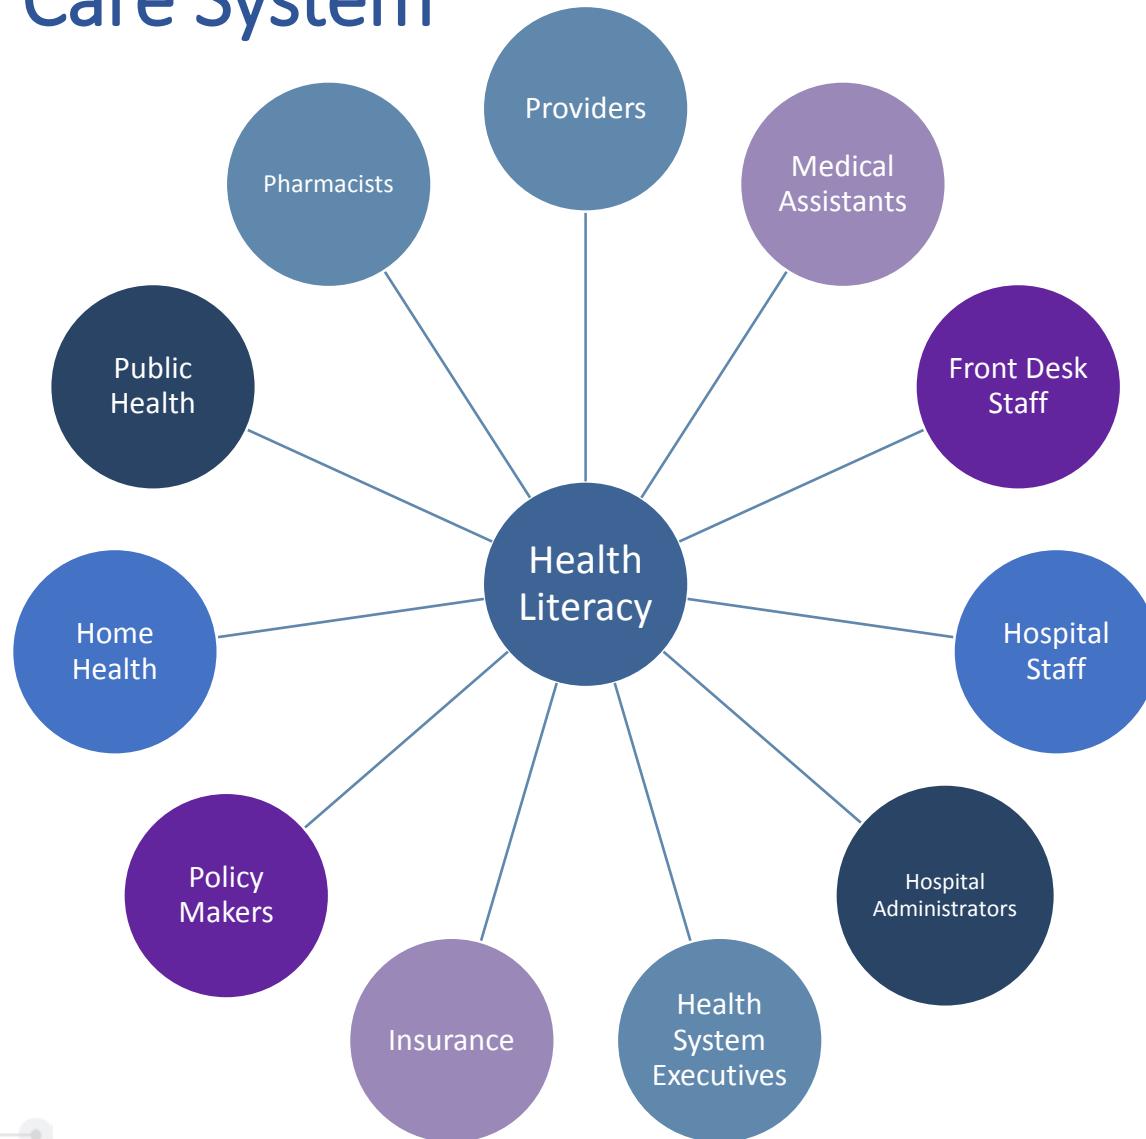 Care System
Providers
Medical
Assistants
Front Desk
Staff
Hospital
Staff
Hospital
Administrators
Health
System
Executives
Insurance
Policy
Makers
Home
Health
Public
Health
Pharmacists
Health
Literacy